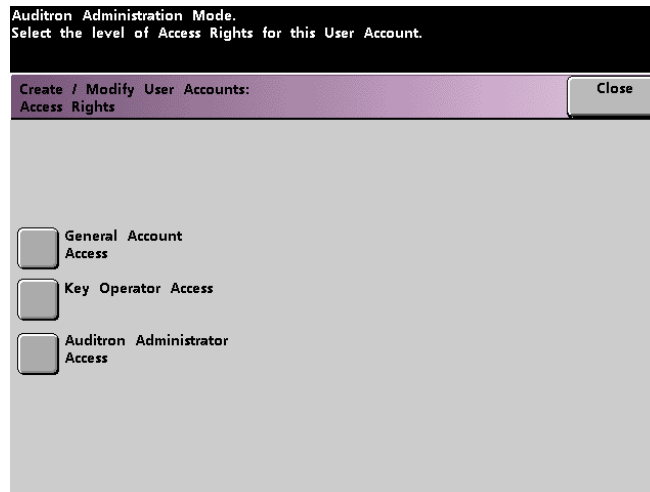 Auditron Administration Mode.
Select the level of Access Rights for this User Account.
Create / Modify User Accounts:
Access Rights
Close
General Account
Access
Key Operator Access
Auditron Administrator
Access